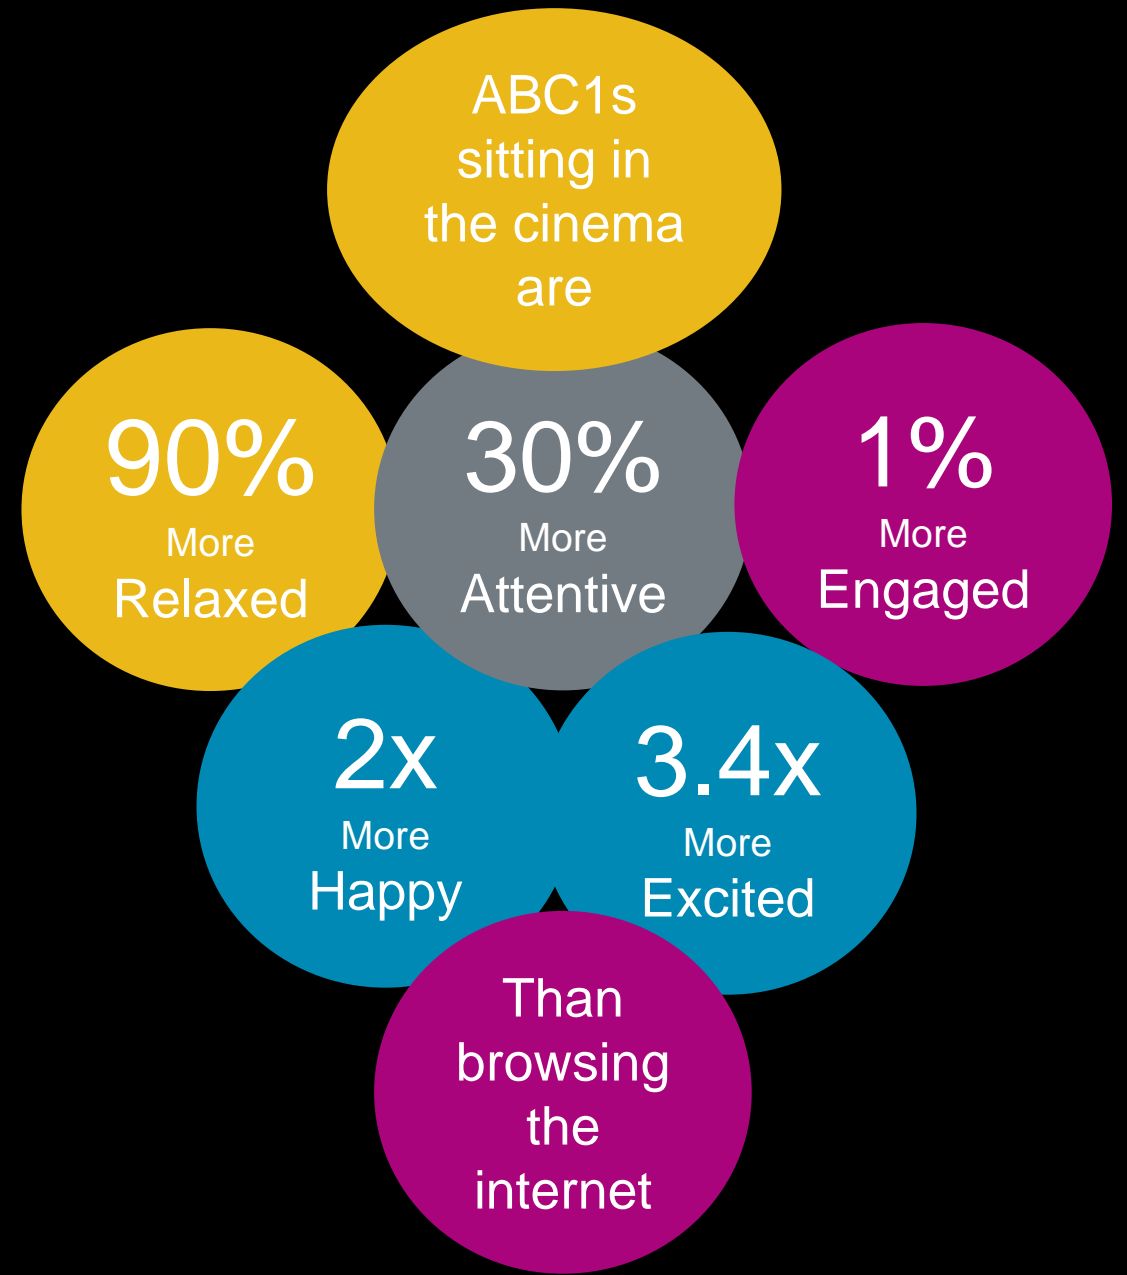 ABC1s
sitting in
the cinema
are
90%
More
Relaxed
30%
More
Attentive
1%
More
Engaged
2x
More
Happy
3.4x
More
Excited
Than
browsing
the
internet